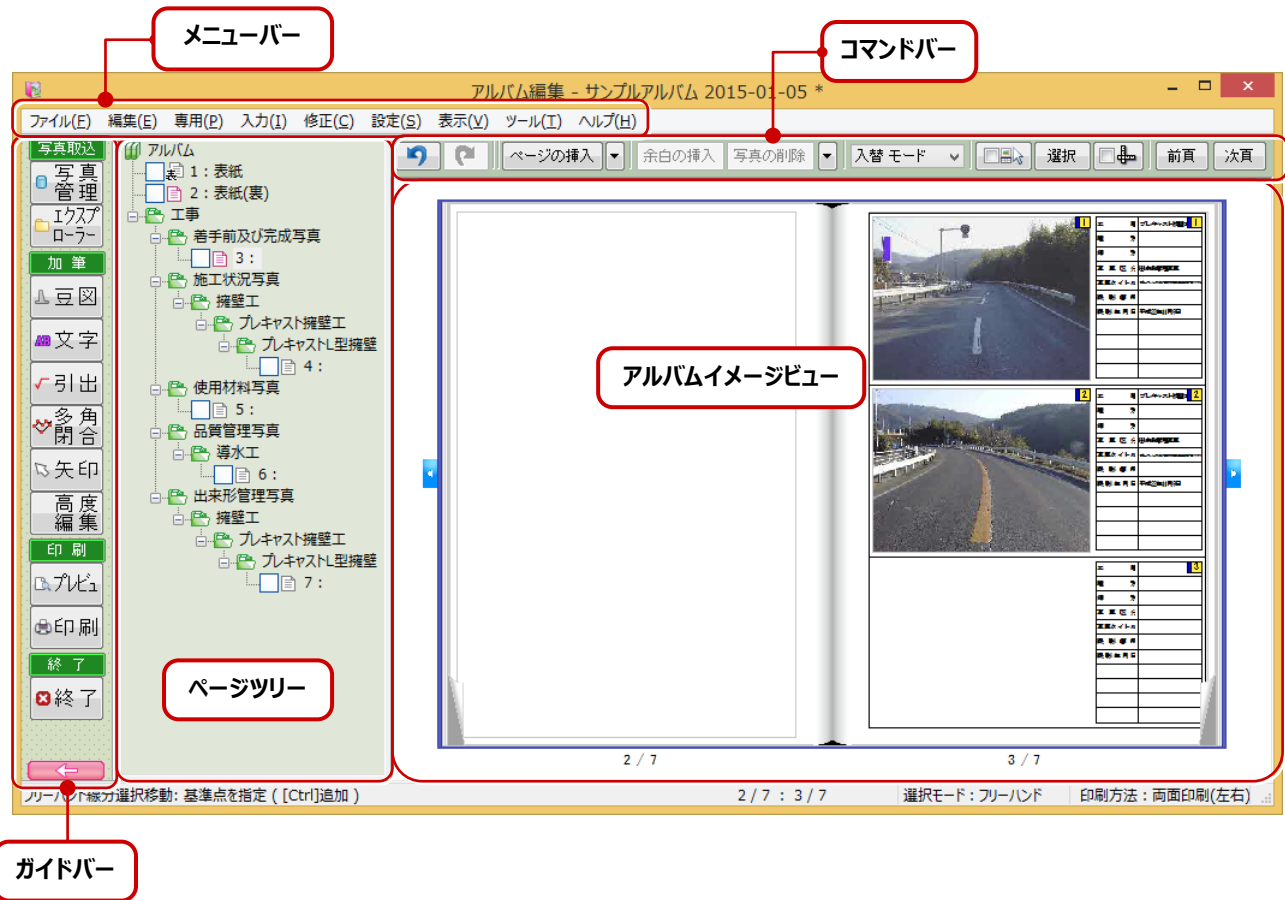 メニューバー
コマンドバー
アルバム編集 - サンプルアルバム 2015-01-05 *
ファイル(F) 編集(E) 専用(P) 入力(I) 修正(C) 設定(S) 表示(V) ツール(T) ヘルプ(H)
ページの挿入 余白の挿入 写真の削除 入替 モード 選択 前頁 次頁
写真取込
写真
管理
エクスプ
ローラー
加 筆
豆図
文字
引出
多角
閉合
矢印
高度
編集
印 刷
プレビュ
印刷
終 了
終了
アルバム
表 1 : 表紙
2 : 表紙(裏)
工事
着手前及び完成写真
3 :
施工状況写真
擁壁工
プレキャスト擁壁工
プレキャストL型擁壁
4 :
使用材料写真
5 :
品質管理写真
導水工
6 :
出来形管理写真
擁壁工
プレキャスト擁壁工
プレキャストL型擁壁
7 :
ページツリー
アルバムイメージビュー
1
1
2
2
3
2 / 7
3 / 7
フリーハンド線分選択移動: 基準点を指定 ( [Ctrl]追加 ) 2 / 7 : 3 / 7 選択モード : フリーハンド 印刷方法 : 両面印刷(左右)
ガイドバー